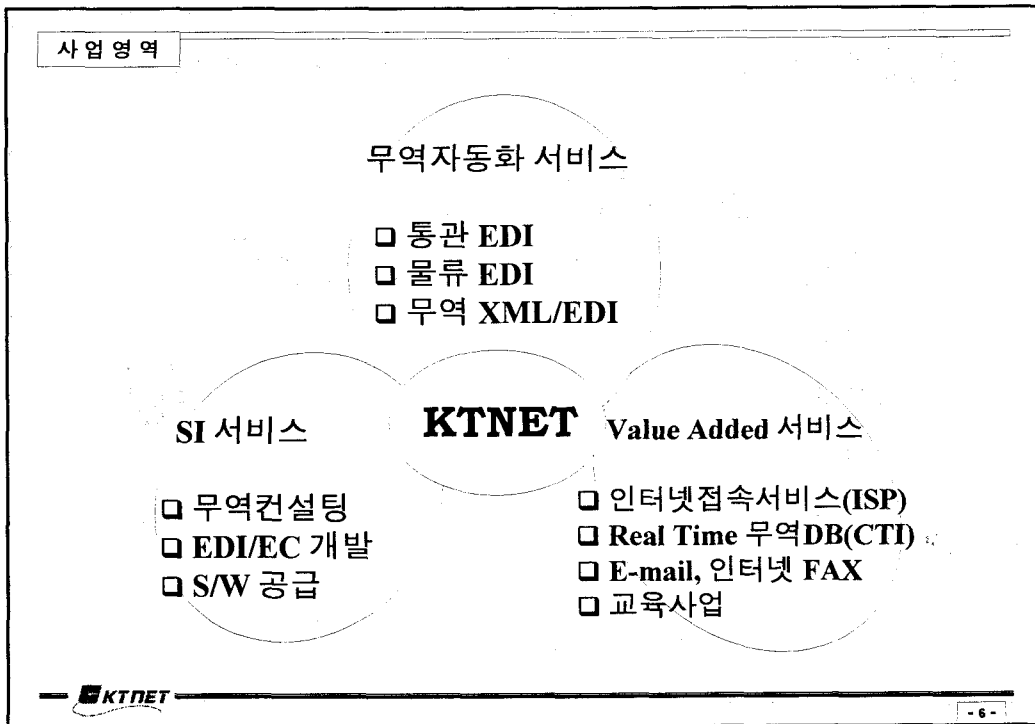 사업영역
무역자동화 서비스
❏ 통관 EDI
❏ 물류 EDI
❏ 무역 XML/EDI
KTNET
SI 서비스
❏ 무역컨설팅
❏ EDI/EC 개발
❏ S/W 공급
Value Added 서비스
❏ 인터넷접속서비스(ISP)
❏ Real Time 무역DB(CTI)
❏ E-mail, 인터넷 FAX
❏ 교육사업
KTNET
- 6 -